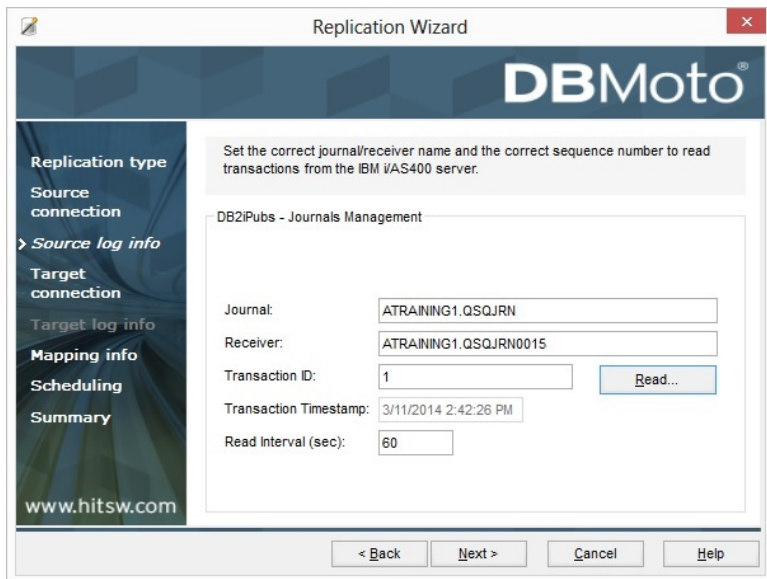 Replication Wizard
DBMoto®
Replication type
Source
connection
Source log info
Target
connection
Target log info
Mapping info
Scheduling
Summary
www.hitsw.com
Set the correct journal/receiver name and the correct sequence number to read
transactions from the IBM i/AS400 server.
DB2iPubs - Journals Management
Journal: ATRAINING1.QSQJRN
Receiver: ATRAINING1.QSQJRN0015
Transaction ID: 1 Read...
Transaction Timestamp: 3/11/2014 2:42:26 PM
Read Interval (sec): 60
< Back Next > Cancel Help